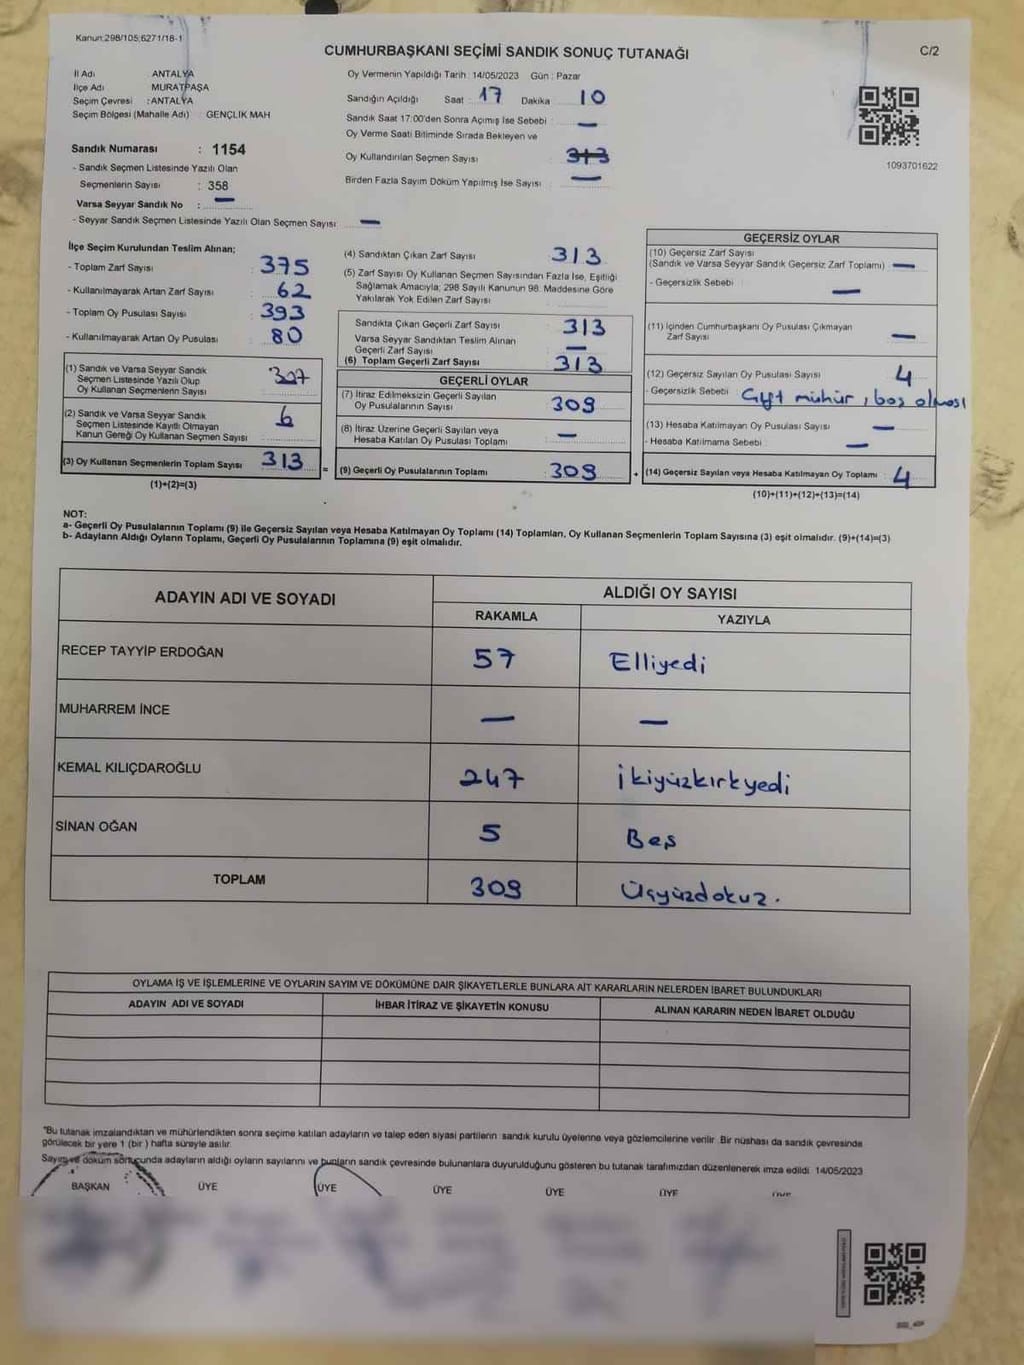 Kanun:298/105;6271/18-1
CUMHURBAŞKANI SEÇİMİ SANDIK SONUÇ TUTANAĞI
C/2
İl Adı ANTALYA
İlçe Adı MURATPAŞA
Seçim Çevresi :ANTALYA
Seçim Bölgesi (Mahalle Adı) GENÇLİK MAH
Oy Vermenin Yapıldığı Tarih: 14/05/2023 Gün : Pazar
Sandığın Açıldığı Saat : 17 Dakika 10
Sandık Saat 17:00'den Sonra Açımış İse Sebebi : —
Oy Verme Saati Bitiminde Sırada Bekleyen ve
Oy Kullandırılan Seçmen Sayısı 313
Birden Fazla Sayım Döküm Yapılmış İse Sayısı : —
1093701622
Sandık Numarası : 1154
- Sandık Seçmen Listesinde Yazılı Olan
Seçmenlerin Sayısı : 358
Varsa Seyyar Sandık No : —
- Seyyar Sandık Seçmen Listesinde Yazılı Olan Seçmen Sayısı —
İlçe Seçim Kurulundan Teslim Alınan;
- Toplam Zarf Sayısı 375
- Kullanılmayarak Artan Zarf Sayısı 62
- Toplam Oy Pusulası Sayısı 393
- Kullanılmayarak Artan Oy Pusulası 80
(1) Sandık ve Varsa Seyyar Sandık
Seçmen Listesinde Yazılı Olup
Oy Kullanan Seçmenlerin Sayısı 307
(2) Sandık ve Varsa Seyyar Sandık
Seçmen Listesinde Kayıtlı Olmayan
Kanun Gereği Oy Kullanan Seçmen Sayısı 6
(3) Oy Kullanan Seçmenlerin Toplam Sayısı 313
(1)+(2)=(3)
(4) Sandıktan Çıkan Zarf Sayısı 313
(5) Zarf Sayısı Oy Kullanan Seçmen Sayısından Fazla İse, Eşitliği
Sağlamak Amacıyla; 298 Sayılı Kanunun 98. Maddesine Göre
Yakılarak Yok Edilen Zarf Sayısı
Sandıkta Çıkan Geçerli Zarf Sayısı 313
Varsa Seyyar Sandıktan Teslim Alınan
Geçerli Zarf Sayısı —
(6) Toplam Geçerli Zarf Sayısı 313
GEÇERLİ OYLAR
(7) İtiraz Edilmeksizin Geçerli Sayılan
Oy Pusulalarının Sayısı 309
(8) İtiraz Üzerine Geçerli Sayılan veya
Hesaba Katılan Oy Pusulası Toplamı —
(9) Geçerli Oy Pusulalarının Toplamı 309
=
+
GEÇERSİZ OYLAR
(10) Geçersiz Zarf Sayısı
(Sandık ve Varsa Seyyar Sandık Geçersiz Zarf Toplamı) —
- Geçersizlik Sebebi : —
(11) İçinden Cumhurbaşkanı Oy Pusulası Çıkmayan
Zarf Sayısı —
(12) Geçersiz Sayılan Oy Pusulası Sayısı 4
- Geçersizlik Sebebi Çift mühür, boş olması
(13) Hesaba Katılmayan Oy Pusulası Sayısı —
- Hesaba Katılmama Sebebi : —
(14) Geçersiz Sayılan veya Hesaba Katılmayan Oy Toplamı : 4
(10)+(11)+(12)+(13)=(14)
NOT:
a- Geçerli Oy Pusulalarının Toplamı (9) ile Geçersiz Sayılan veya Hesaba Katılmayan Oy Toplamı (14) Toplamları, Oy Kullanan Seçmenlerin Toplam Sayısına (3) eşit olmalıdır. (9)+(14)=(3)
b- Adayların Aldığı Oyların Toplamı, Geçerli Oy Pusulalarının Toplamına (9) eşit olmalıdır.
ADAYIN ADI VE SOYADI
ALDIĞI OY SAYISI
RAKAMLA YAZIYLA
RECEP TAYYİP ERDOĞAN 57 Elliyedi
MUHARREM İNCE — —
KEMAL KILIÇDAROĞLU 247 İkiyüzkırkyedi
SİNAN OĞAN 5 Beş
TOPLAM 309 Üçyüzdokuz.
OYLAMA İŞ VE İŞLEMLERİNE VE OYLARIN SAYIM VE DÖKÜMÜNE DAİR ŞİKAYETLERLE BUNLARA AİT KARARLARIN NELERDEN İBARET BULUNDUKLARI
ADAYIN ADI VE SOYADI İHBAR İTİRAZ VE ŞİKAYETİN KONUSU ALINAN KARARIN NEDEN İBARET OLDUĞU
*Bu tutanak imzalandıktan ve mühürlendikten sonra seçime katılan adayların ve talep eden siyasi partilerin sandık kurulu üyelerine veya gözlemcilerine verilir. Bir nüshası da sandık çevresinde
görülecek bir yere 1 (bir) hafta süreyle asılır.
Sayım ve döküm sonucunda adayların aldığı oyların sayılarını ve bunların sandık çevresinde bulunanlara duyurulduğunu gösteren bu tutanak tarafımızdan düzenlenerek imza edildi. 14/05/2023
BAŞKAN ÜYE ÜYE ÜYE ÜYE ÜYE ÜYE